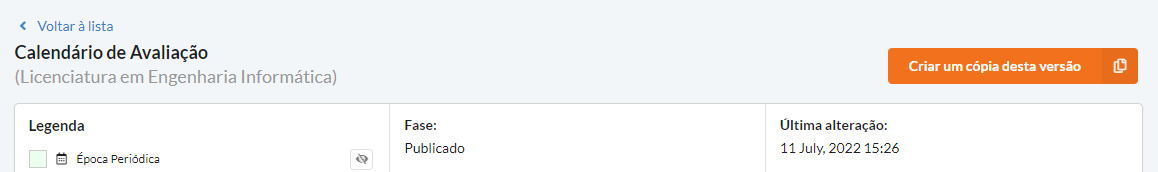 Voltar à lista
Calendário de Avaliação
(Licenciatura em Engenharia Informática)
Criar um cópia desta versão
Legenda
Época Periódica
Fase:
Publicado
Última alteração:
11 July, 2022 15:26